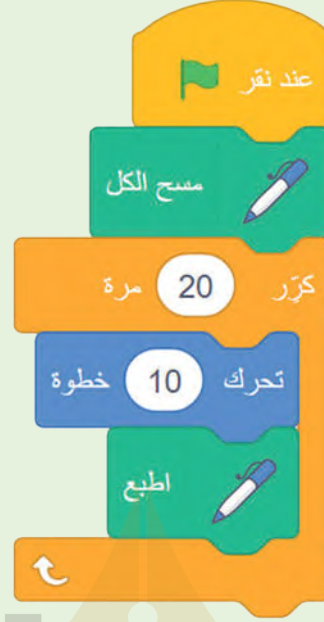 عند نقر
مسح الكل
كرّر 20 مرة
تحرك 10 خطوة
اطبع